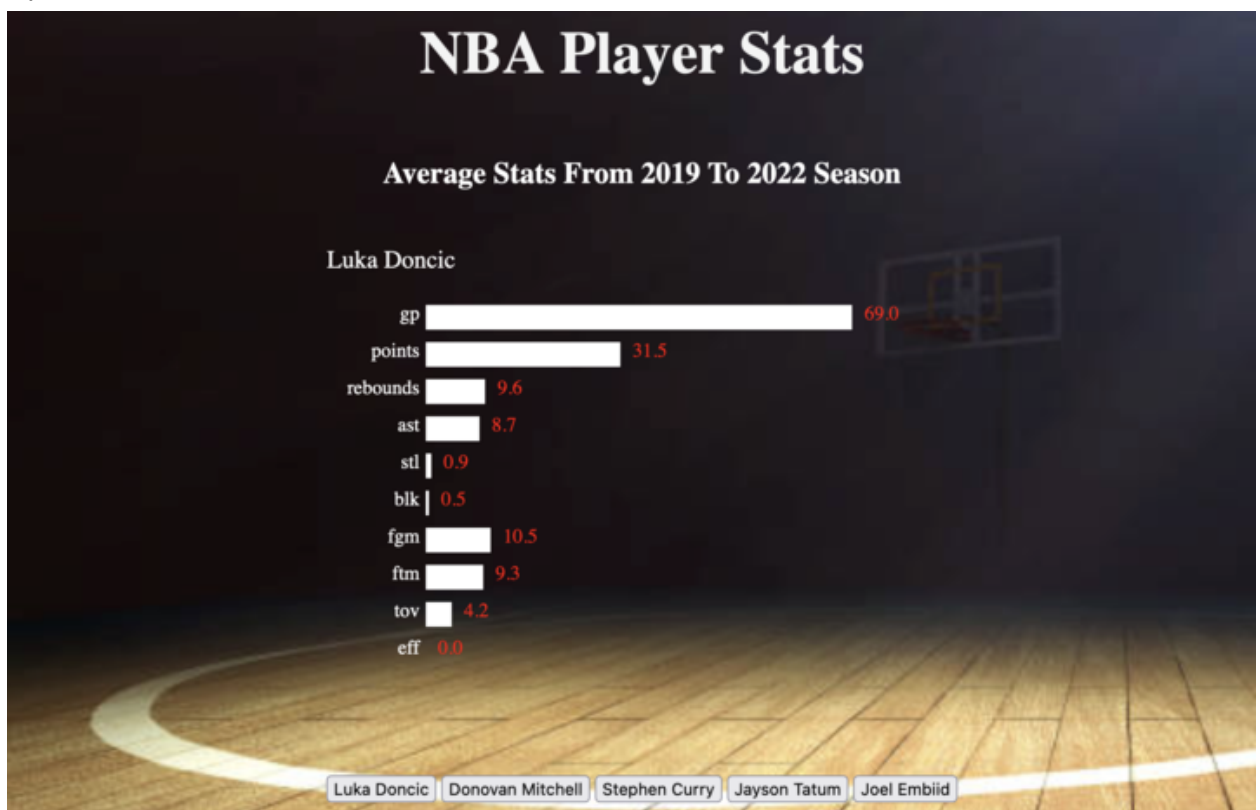 NBA Player Stats
Average Stats From 2019 To 2022 Season
Luka Doncic
gp 69.0
points 31.5
rebounds 9.6
ast 8.7
stl 0.9
blk 0.5
fgm 10.5
ftm 9.3
tov 4.2
eff 0.0
Luka Doncic Donovan Mitchell Stephen Curry Jayson Tatum Joel Embiid